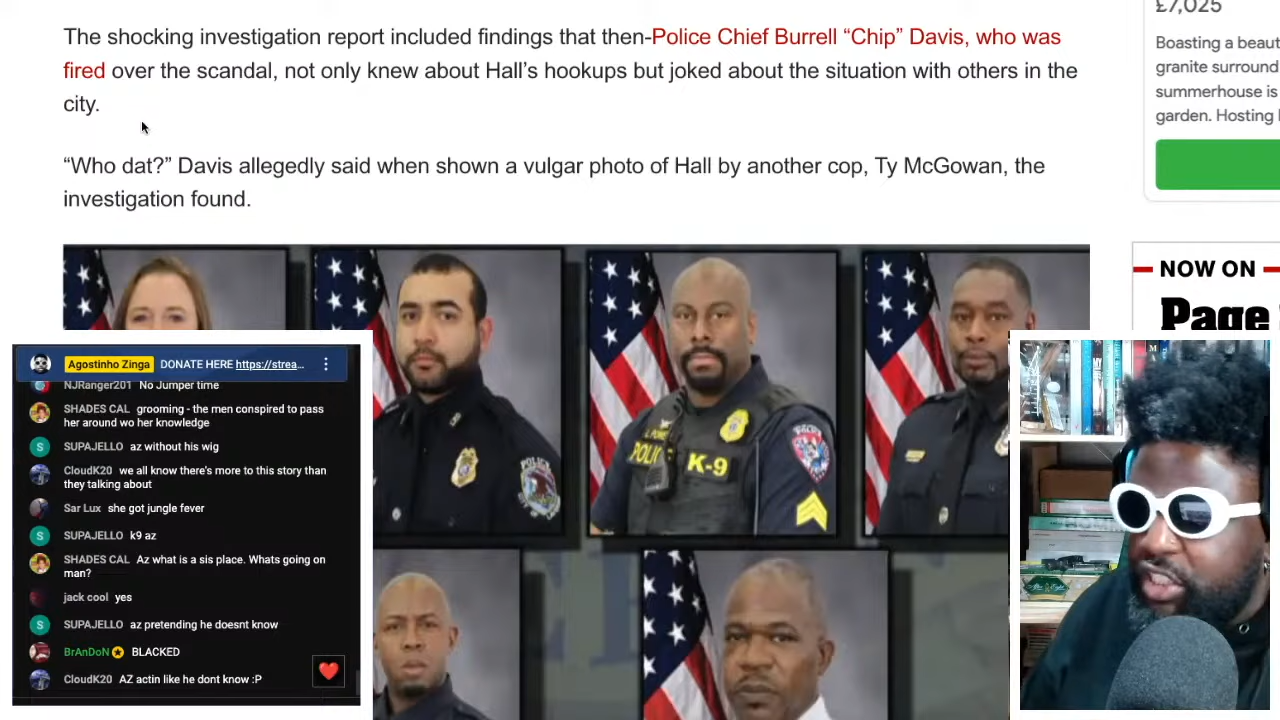 The shocking investigation report included findings that then-Police Chief Burrell “Chip” Davis, who was
fired over the scandal, not only knew about Hall’s hookups but joked about the situation with others in the
city.
“Who dat?” Davis allegedly said when shown a vulgar photo of Hall by another cop, Ty McGowan, the
investigation found.
£7,025
Boasting a beaut
granite surround
summerhouse is
garden. Hosting
NOW ON
Page
POLICE
K-9
Agostinho Zinga DONATE HERE https://strea...
NJRanger201 No Jumper time
SHADES CAL grooming - the men conspired to pass
her around wo her knowledge
S SUPAJELLO az without his wig
CloudK20 we all know there's more to this story than
they talking about
Sar Lux she got jungle fever
S SUPAJELLO k9 az
SHADES CAL Az what is a sis place. Whats going on
man?
jack cool yes
S SUPAJELLO az pretending he doesnt know
BrAnDoN BLACKED
CloudK20 AZ actin like he dont know :P